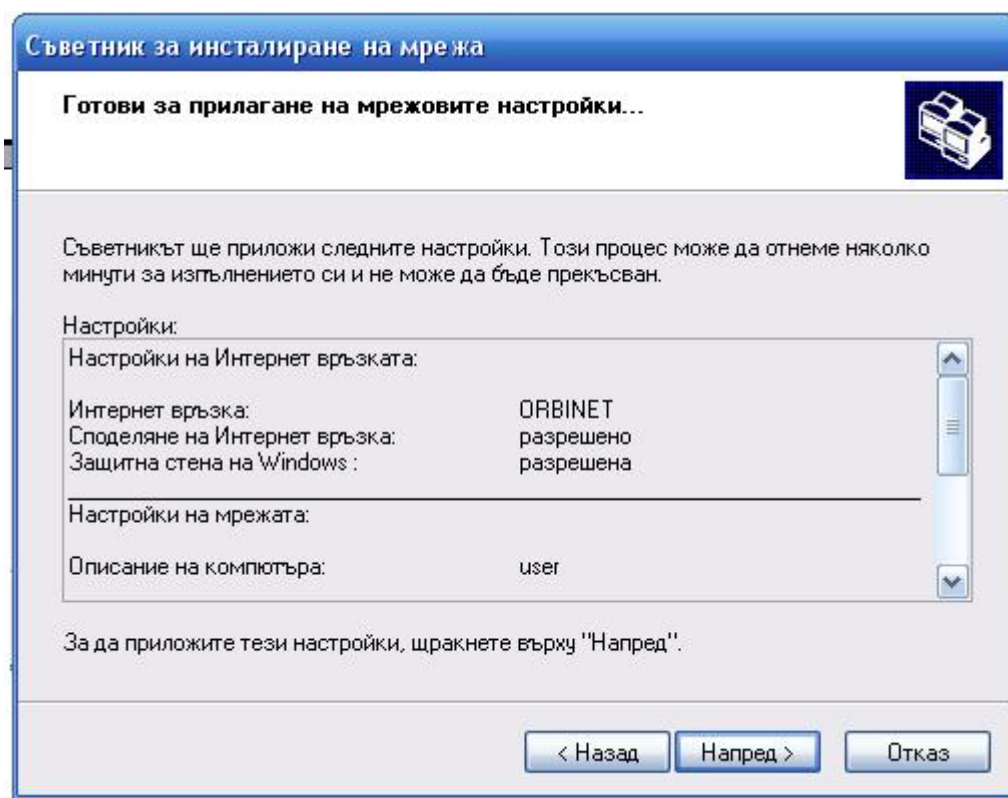 Съветник за инсталиране на мрежа
Готови за прилагане на мрежовите настройки...
Съветникът ще приложи следните настройки. Този процес може да отнеме няколко
минути за изпълнението си и не може да бъде прекъсван.
Настройки:
Настройки на Интернет връзката:
Интернет връзка: ORBINET
Споделяне на Интернет връзка: разрешено
Защитна стена на Windows : разрешена
Настройки на мрежата:
Описание на компютъра: user
За да приложите тези настройки, щракнете върху "Напред".
< Назад Напред > Отказ